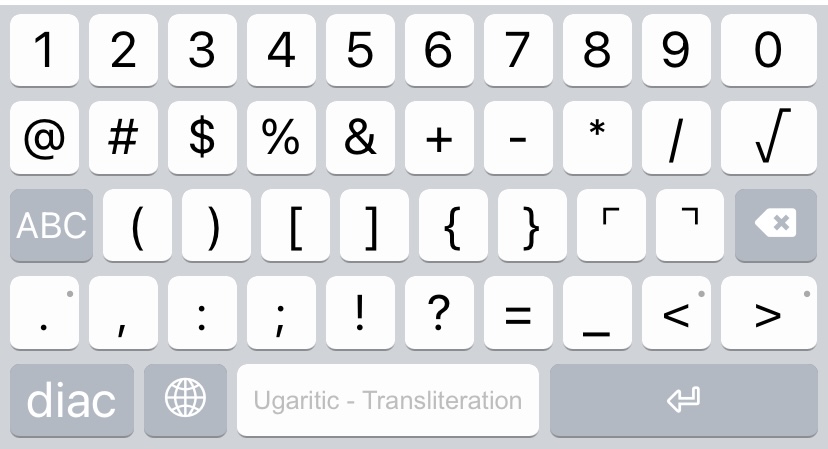 1 2 3 4 5 6 7 8 9 0
@ # $ % & + - * / √
ABC ( ) [ ] { } ⌜ ⌝
. , : ; ! ? = _ < >
diac Ugaritic - Transliteration